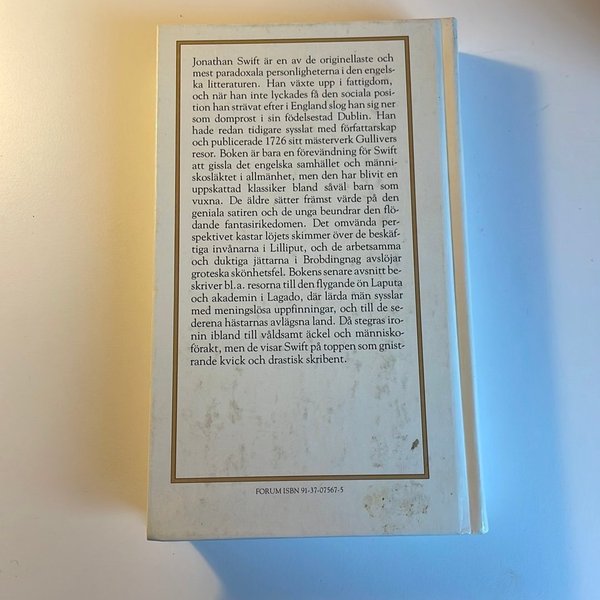 Jonathan Swift är en av de originellaste och
mest paradoxala personligheterna i den engels-
ka litteraturen. Han växte upp i fattigdom,
och när han inte lyckades få den sociala posi-
tion han strävat efter i England slog han sig ner
som domprost i sin födelsestad Dublin. Han
hade redan tidigare sysslat med författarskap
och publicerade 1726 sitt mästerverk Gullivers
resor. Boken är bara en förevändning för Swift
att gissla det engelska samhället och männi-
skosläktet i allmänhet, men den har blivit en
uppskattad klassiker bland såväl barn som
vuxna. De äldre sätter främst värde på den
geniala satiren och de unga beundrar den flö-
dande fantasirikedomen. Det omvända per-
spektivet kastar löjets skimmer över de beskäf-
tiga invånarna i Lilliput, och de arbetsamma
och duktiga jättarna i Brobdingnag avslöjar
groteska skönhetsfel. Bokens senare avsnitt be-
skriver bl.a. resorna till den flygande ön Laputa
och akademin i Lagado, där lärda män sysslar
med meningslösa uppfinningar, och till de se-
derena hästarnas avlägsna land. Då stegras iro-
nin ibland till våldsamt äckel och människo-
förakt, men de visar Swift på toppen som gnist-
rande kvick och drastisk skribent.
FORUM ISBN 91-37-07567-5